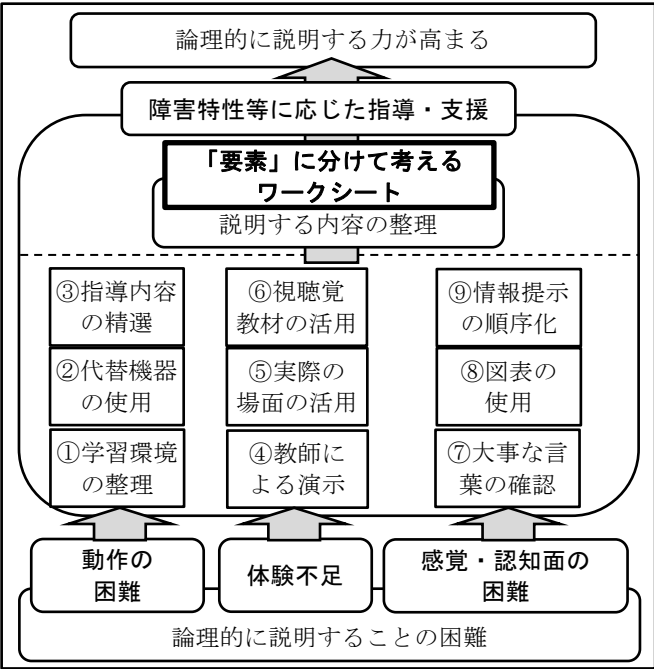 論理的に説明する力が高まる
障害特性等に応じた指導・支援
「要素」に分けて考える
ワークシート
説明する内容の整理
③指導内容
の精選
⑥視聴覚
教材の活用
⑨情報提示
の順序化
②代替機器
の使用
⑤実際の
場面の活用
⑧図表の
使用
①学習環境
の整理
④教師に
よる演示
⑦大事な言
葉の確認
動作の
困難
体験不足
感覚・認知面の
困難
論理的に説明することの困難